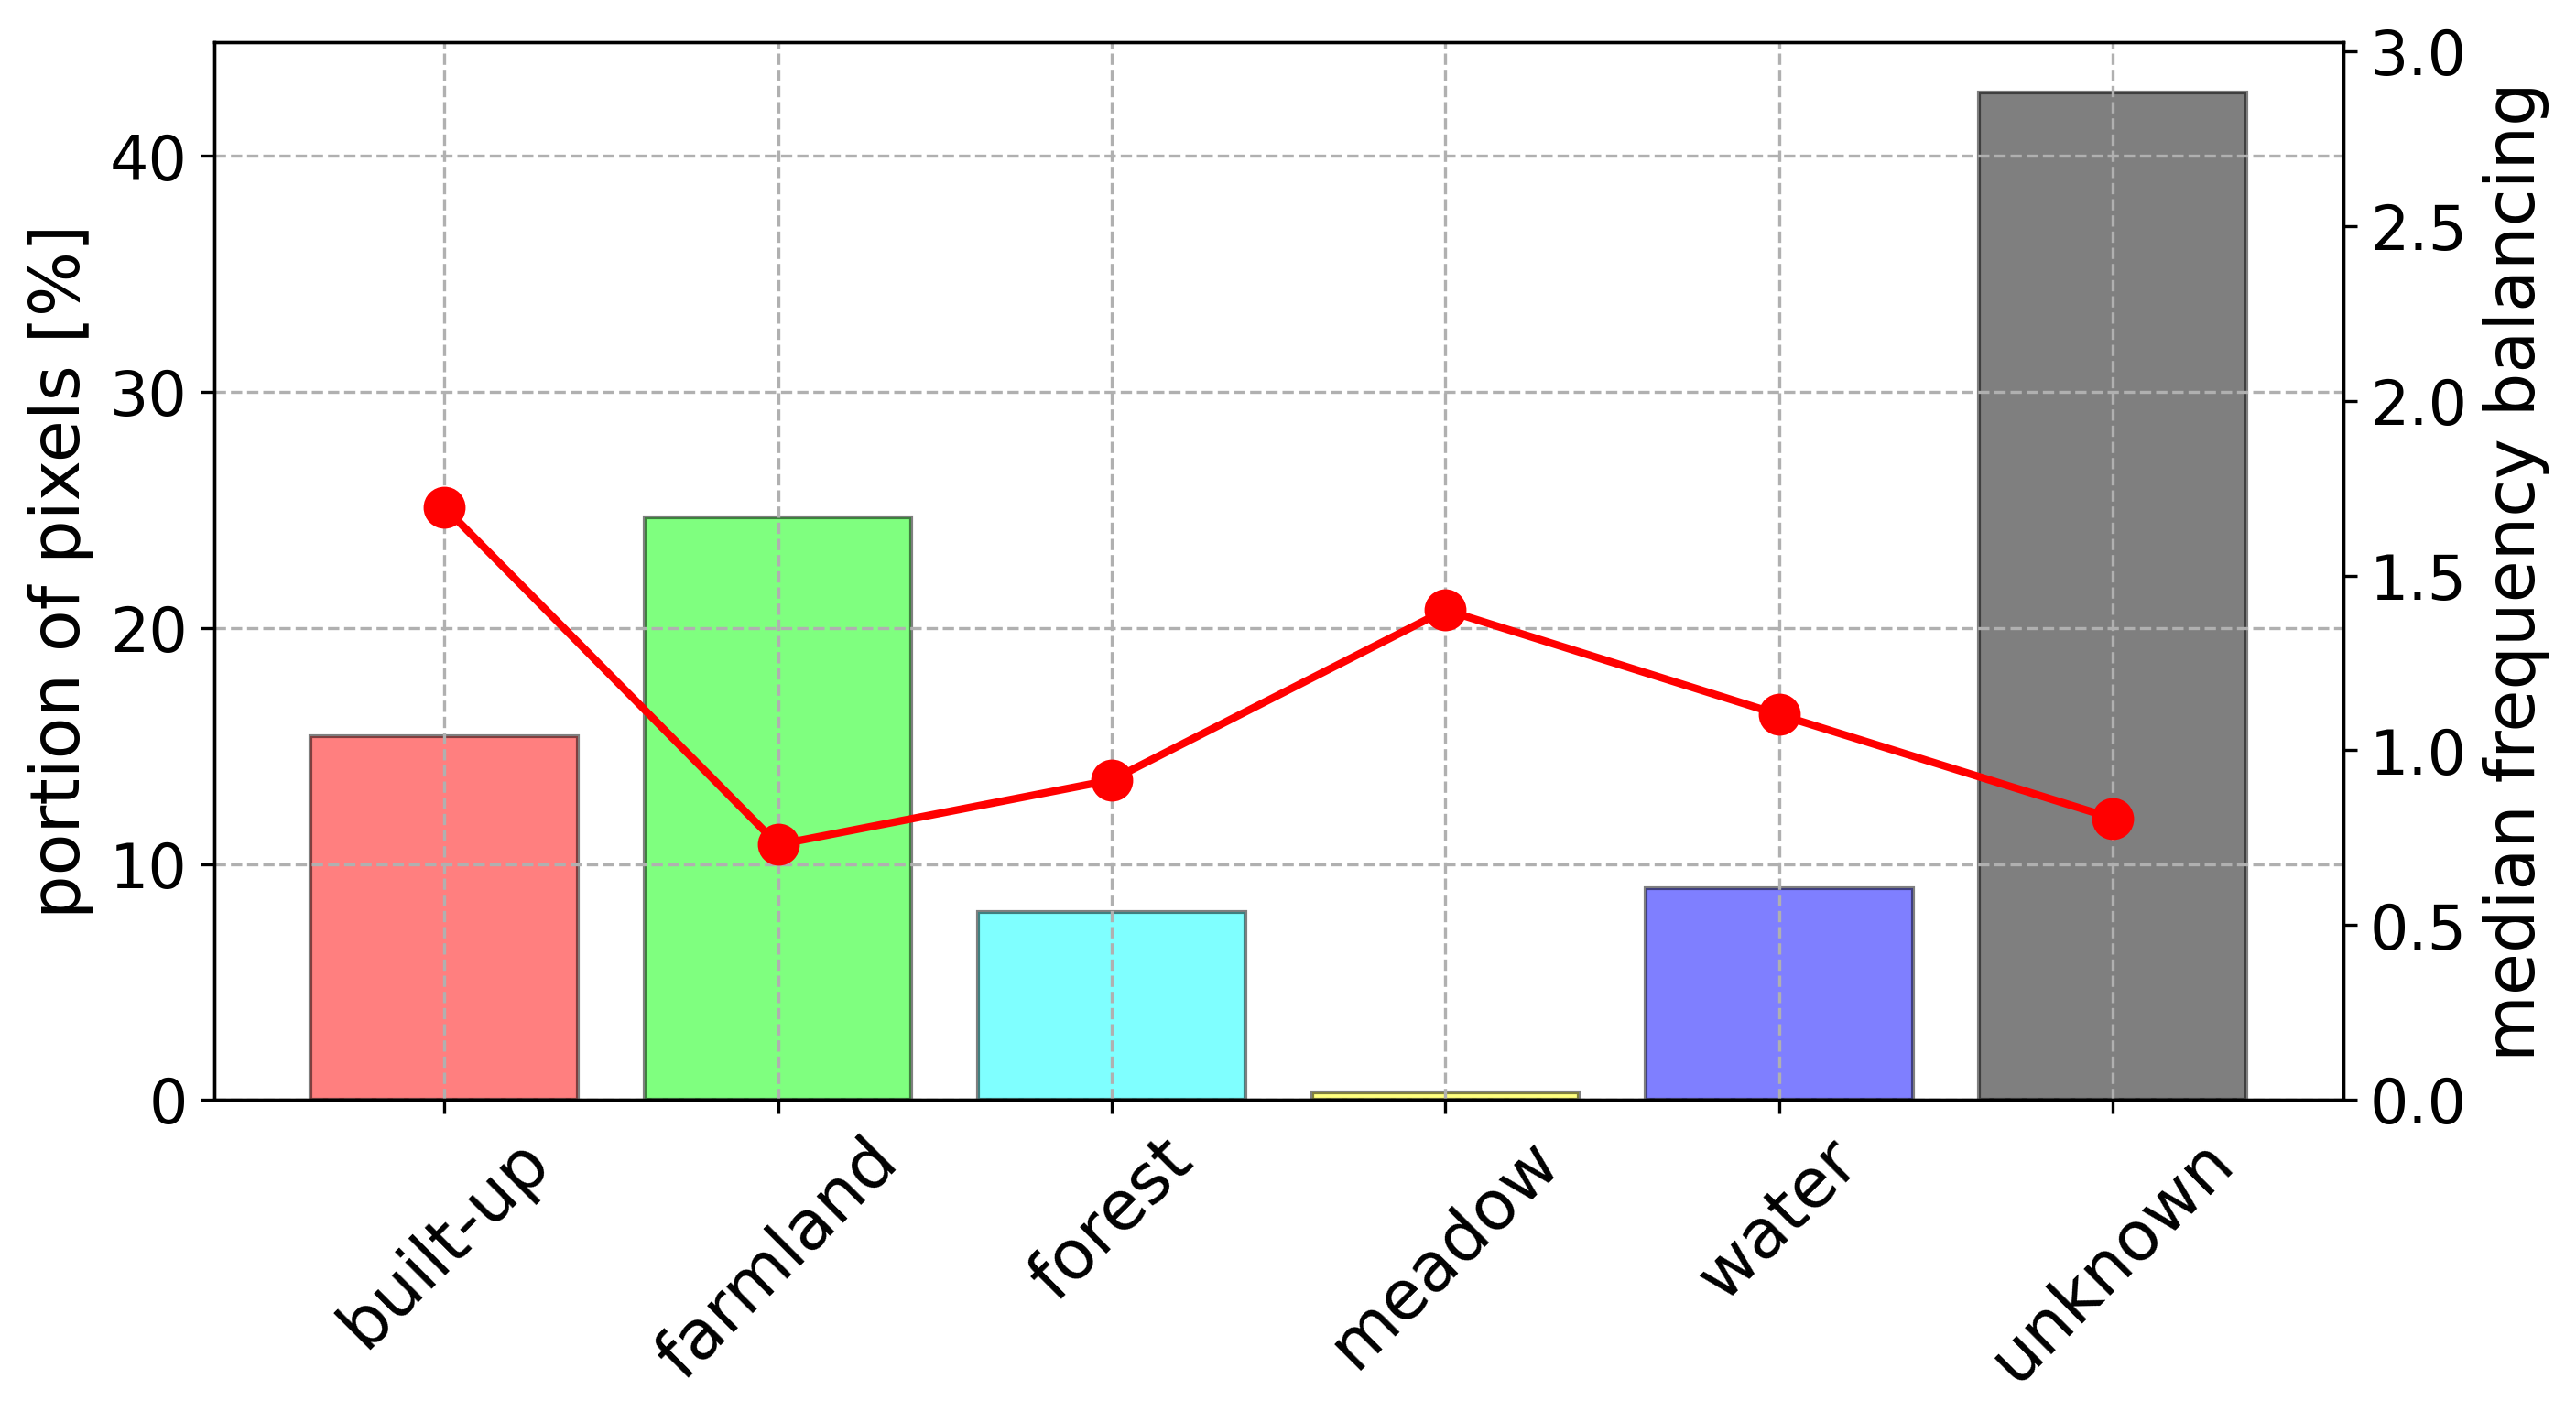 portion of pixels [%]
40
30
20
10
0
3.0
2.5
2.0
1.5
1.0
0.5
0.0
median frequency balancing
built-up
farmland
forest
meadow
water
unknown